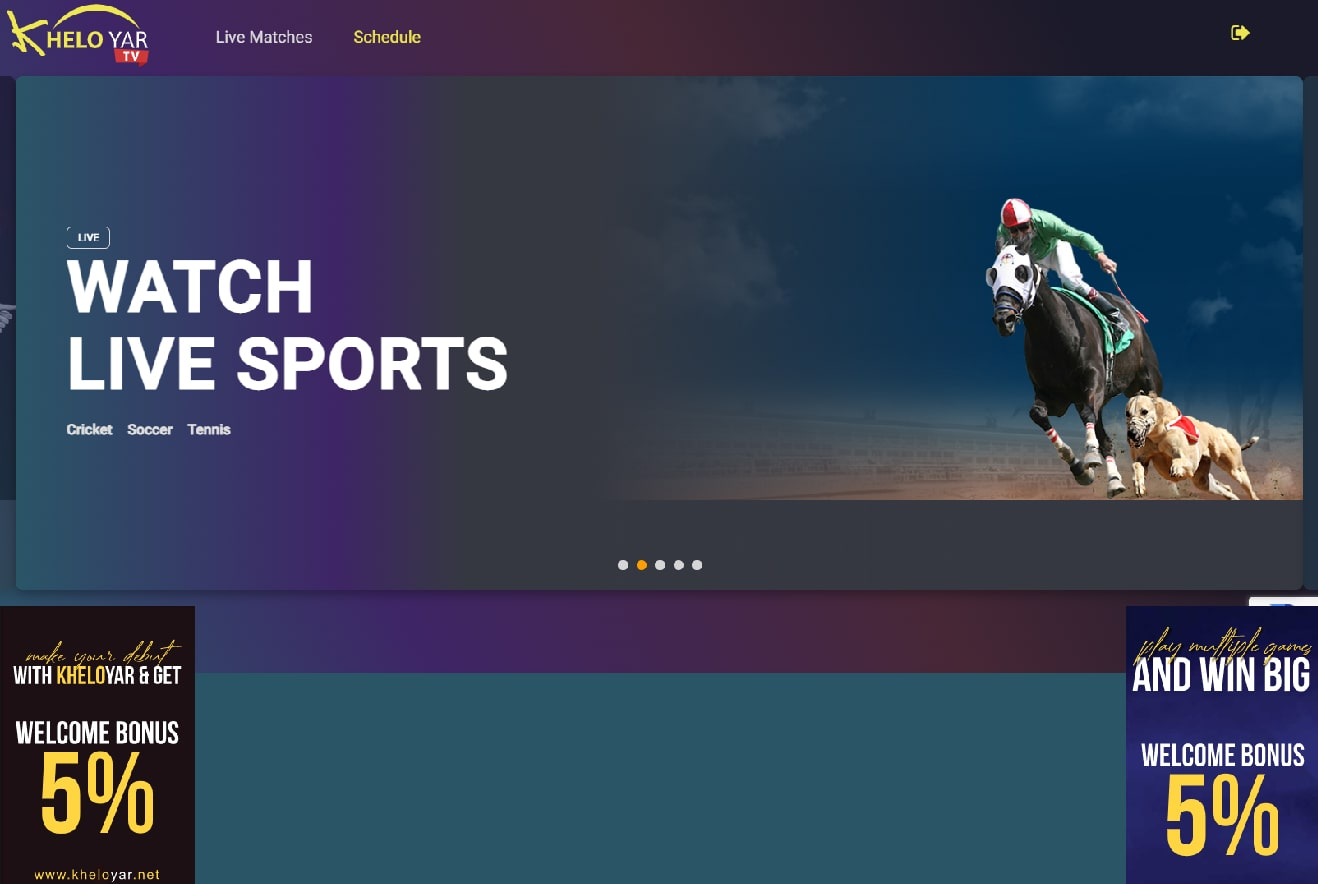 KHELO YAR
TV
Live Matches
Schedule
LIVE
WATCH
LIVE SPORTS
Cricket Soccer Tennis
make your debut
WITH KHELOYAR & GET
WELCOME BONUS
5%
www.kheloyar.net
play multiple games
AND WIN BIG
WELCOME BONUS
5%